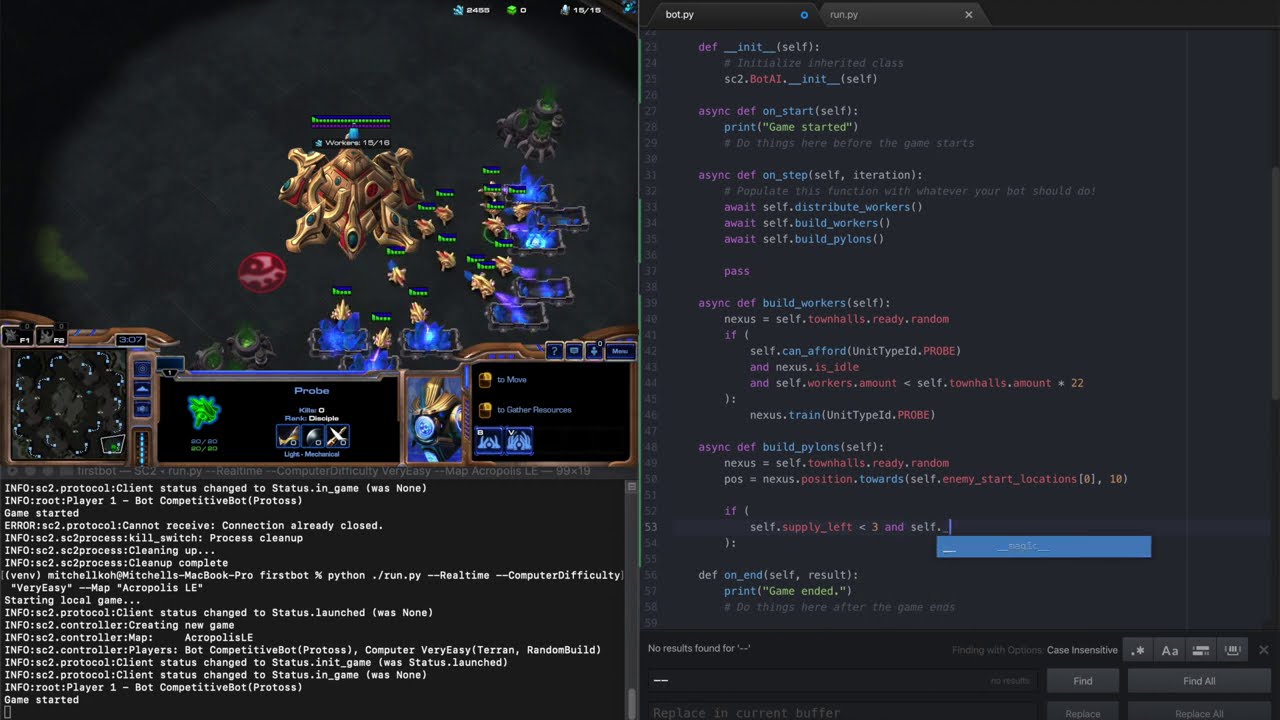 2455 0 15/15
Workers: 15/16
0 0
F1 F2 3:07
? 0 Menu
1
Probe
Kills: 0
Rank: Disciple
0 0 0
20/20
20/20
Light - Mechanical
to Move
to Gather Resources
B V
firstbot — SC2 - run.py --Realtime --ComputerDifficulty VeryEasy --Map Acropolis LE — 99×19
INFO:sc2.protocol:Client status changed to Status.in_game (was None)
INFO:root:Player 1 - Bot CompetitiveBot(Protoss)
Game started
ERROR:sc2.protocol:Cannot receive: Connection already closed.
INFO:sc2.sc2process:kill_switch: Process cleanup
INFO:sc2.sc2process:Cleaning up...
INFO:sc2.sc2process:Cleanup complete
(venv) mitchellkoh@Mitchells-MacBook-Pro firstbot % python ./run.py --Realtime --ComputerDifficulty
"VeryEasy" --Map "Acropolis LE"
Starting local game...
INFO:sc2.protocol:Client status changed to Status.launched (was None)
INFO:sc2.controller:Creating new game
INFO:sc2.controller:Map: AcropolisLE
INFO:sc2.controller:Players: Bot CompetitiveBot(Protoss), Computer VeryEasy(Terran, RandomBuild)
INFO:sc2.protocol:Client status changed to Status.init_game (was Status.launched)
INFO:sc2.protocol:Client status changed to Status.in_game (was None)
INFO:root:Player 1 - Bot CompetitiveBot(Protoss)
Game started
bot.py run.py
22
23 def __init__(self):
24 # Initialize inherited class
25 sc2.BotAI.__init__(self)
26
27 async def on_start(self):
28 print("Game started")
29 # Do things here before the game starts
30
31 async def on_step(self, iteration):
32 # Populate this function with whatever your bot should do!
33 await self.distribute_workers()
34 await self.build_workers()
35 await self.build_pylons()
36
37 pass
38
39 async def build_workers(self):
40 nexus = self.townhalls.ready.random
41 if (
42 self.can_afford(UnitTypeId.PROBE)
43 and nexus.is_idle
44 and self.workers.amount < self.townhalls.amount * 22
45 ):
46 nexus.train(UnitTypeId.PROBE)
47
48 async def build_pylons(self):
49 nexus = self.townhalls.ready.random
50 pos = nexus.position.towards(self.enemy_start_locations[0], 10)
51
52 if (
53 self.supply_left < 3 and self._
54 ):
__ __magic__
55
56 def on_end(self, result):
57 print("Game ended.")
58 # Do things here after the game ends
59
No results found for '--' Finding with Options: Case Insensitive .* Aa
-- no results Find Find All
Replace in current buffer Replace Replace All